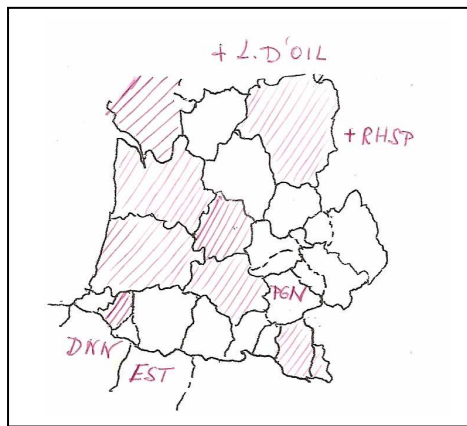 + L. D'OIL
+ RHSP
PGN
DNN
EST